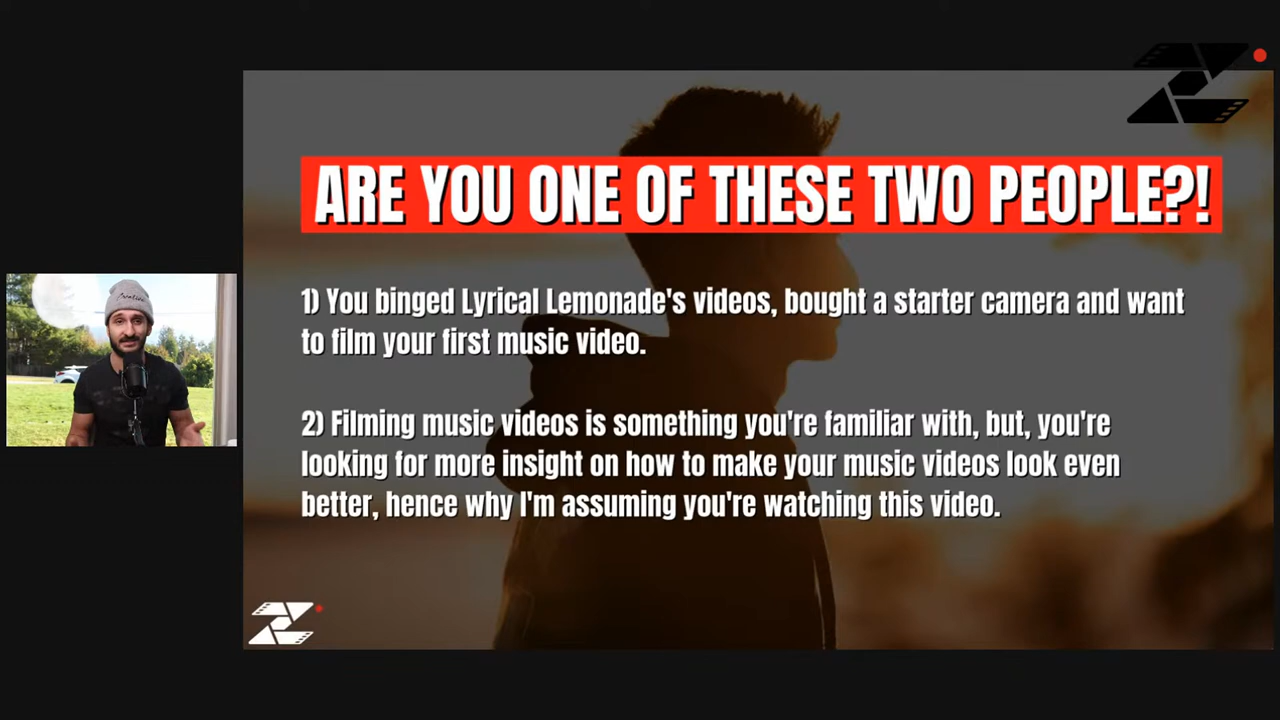 ARE YOU ONE OF THESE TWO PEOPLE?!
1) You binged Lyrical Lemonade's videos, bought a starter camera and want
to film your first music video.
2) Filming music videos is something you're familiar with, but, you're
looking for more insight on how to make your music videos look even
better, hence why I'm assuming you're watching this video.